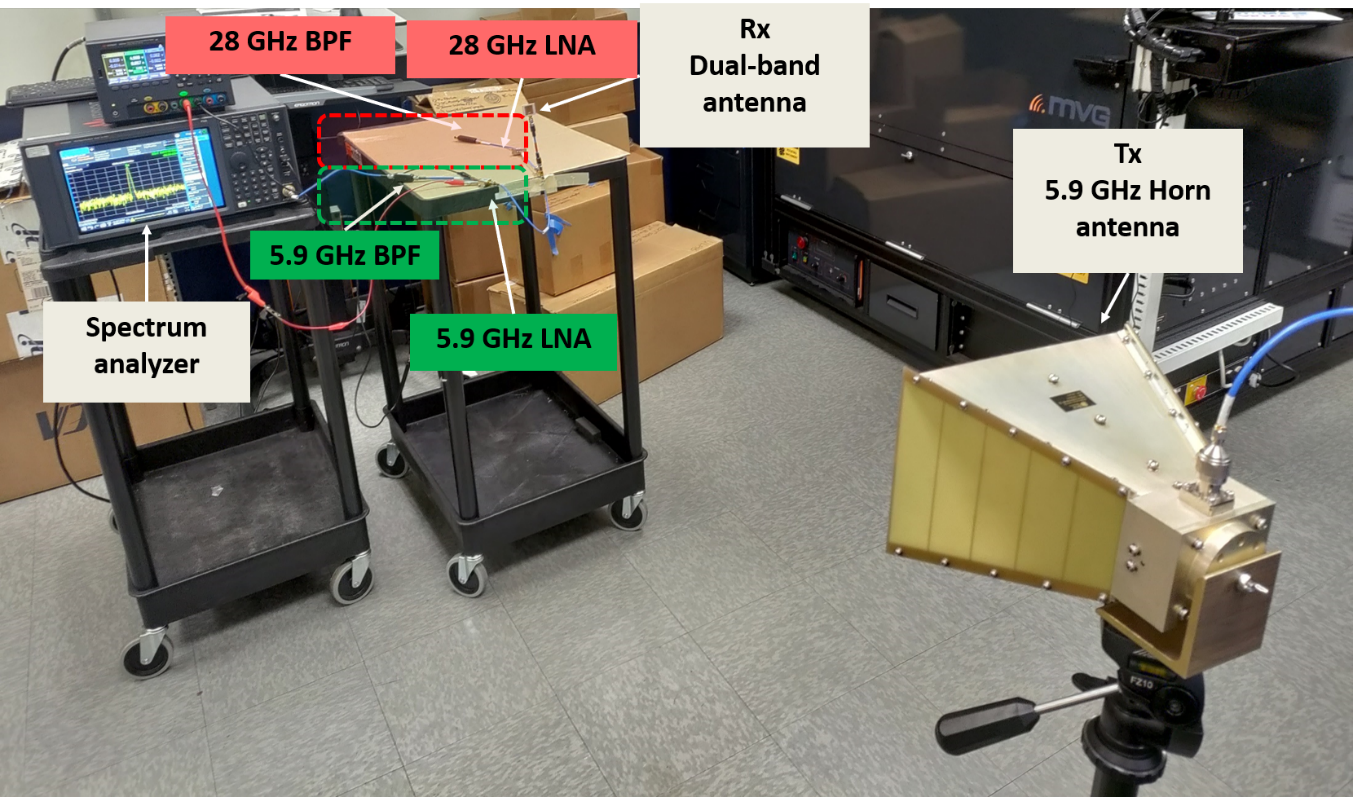 28 GHz BPF
28 GHz LNA
Rx
Dual-band
antenna
mvg
Tx
5.9 GHz Horn
antenna
5.9 GHz BPF
5.9 GHz LNA
Spectrum
analyzer
FZ10